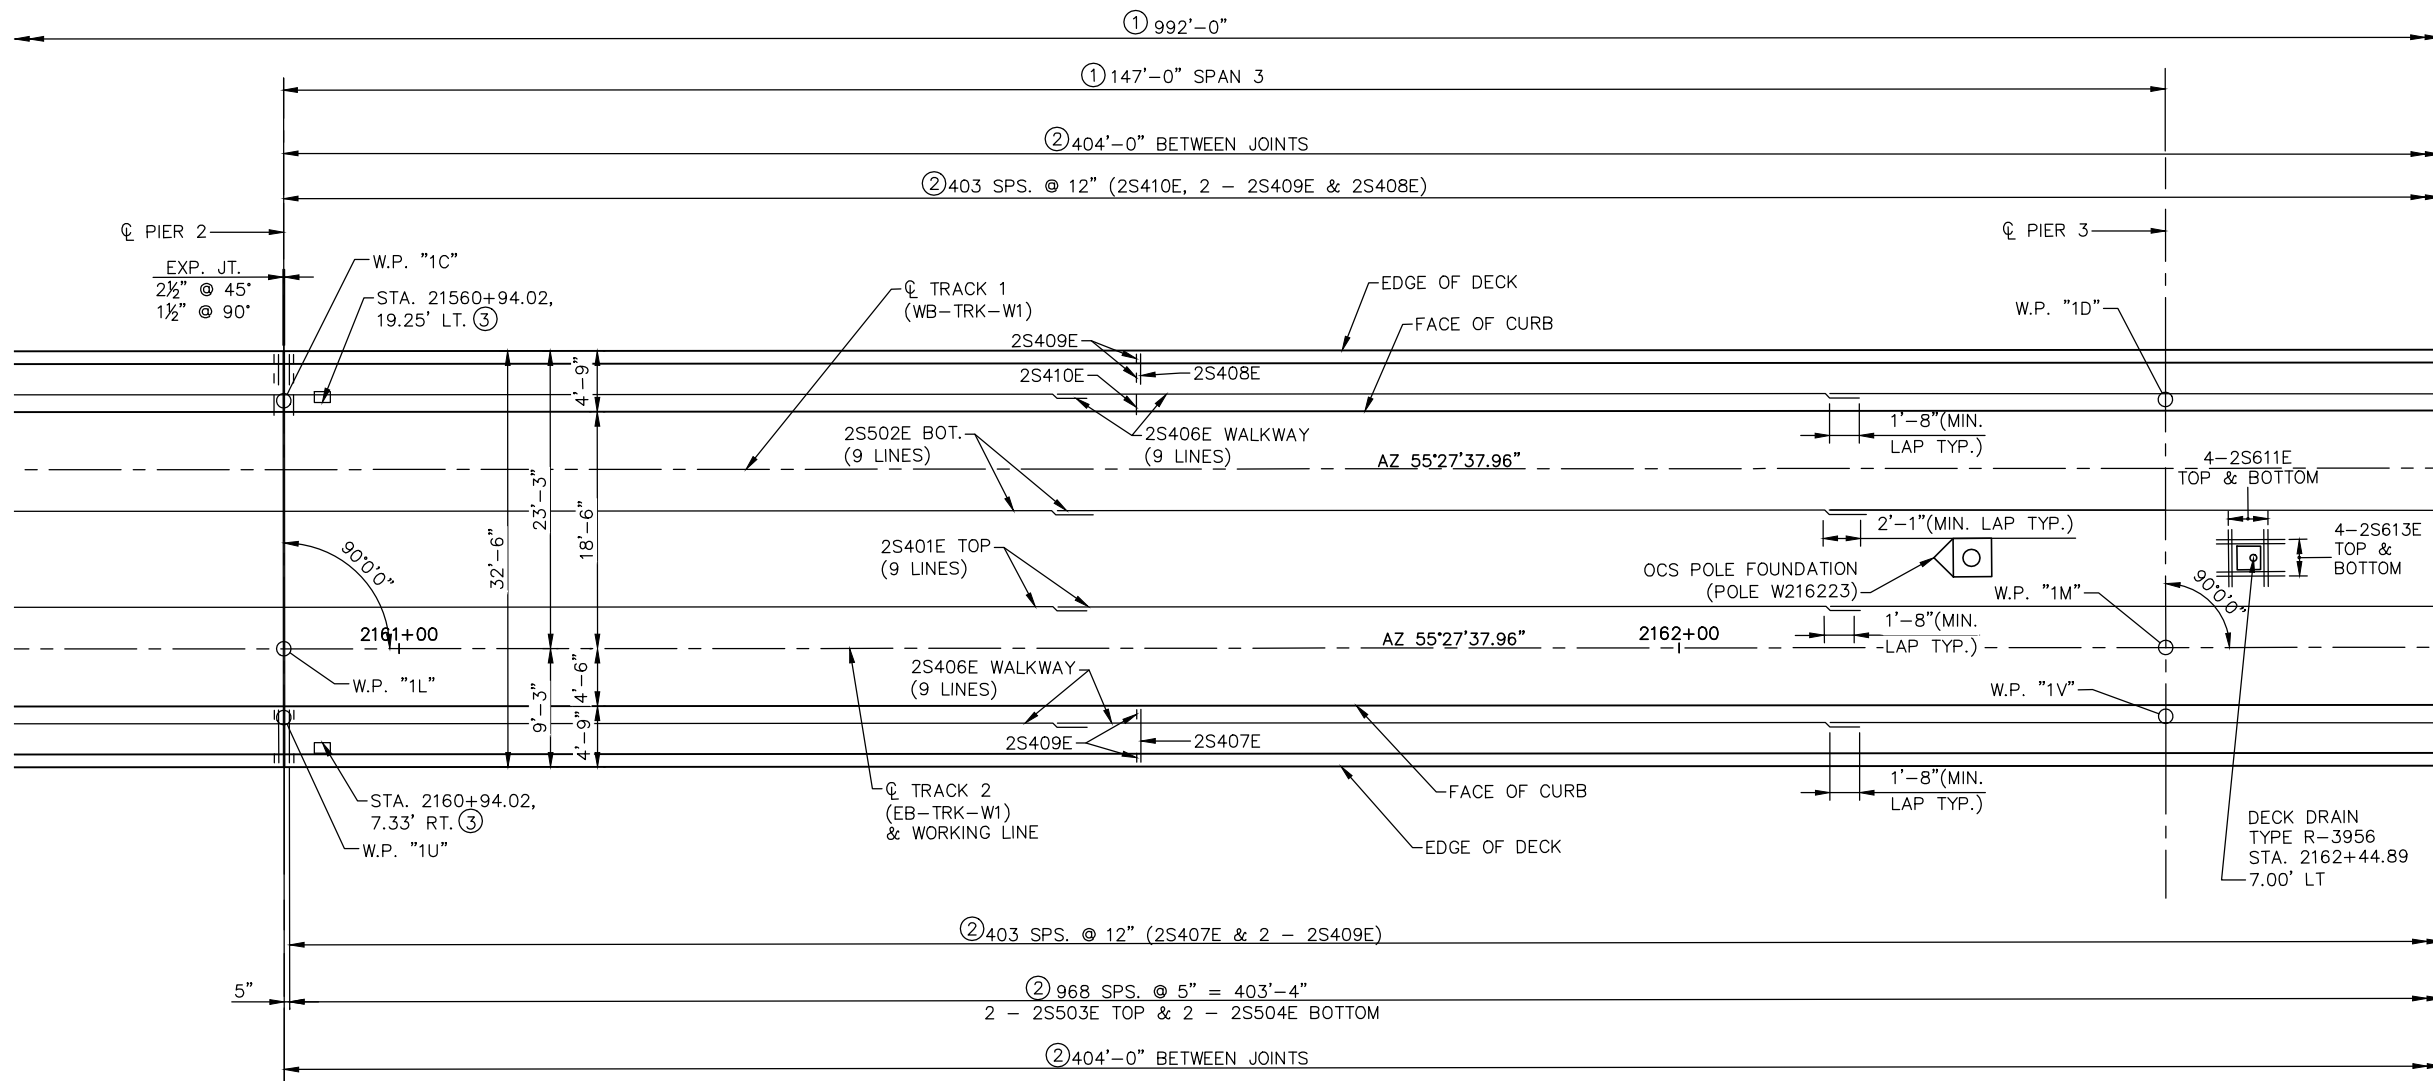 ① 992'-0"
① 147'-0" SPAN 3
② 404'-0" BETWEEN JOINTS
② 403 SPS. @ 12" (2S410E, 2 - 2S409E & 2S408E)
℄ PIER 2
℄ PIER 3
EXP. JT.
2½" @ 45°
1½" @ 90°
W.P. "1C"
STA. 21560+94.02,
19.25' LT. ③
℄ TRACK 1
(WB-TRK-W1)
EDGE OF DECK
FACE OF CURB
W.P. "1D"
2S409E
2S410E
2S408E
4'-9"
2S502E BOT.
(9 LINES)
2S406E WALKWAY
(9 LINES)
AZ 55°27'37.96"
1'-8"(MIN.
LAP TYP.)
4-2S611E
TOP & BOTTOM
23'-3"
18'-6"
32'-6"
2'-1"(MIN. LAP TYP.)
4-2S613E
TOP &
BOTTOM
90°0'0"
2S401E TOP
(9 LINES)
OCS POLE FOUNDATION
(POLE W216223)
W.P. "1M"
90°0'0"
2161+00
AZ 55°27'37.96"
2162+00
1'-8"(MIN.
LAP TYP.)
W.P. "1L"
2S406E WALKWAY
(9 LINES)
4'-6"
9'-3"
4'-9"
W.P. "1V"
2S409E
2S407E
STA. 2160+94.02,
7.33' RT. ③
W.P. "1U"
℄ TRACK 2
(EB-TRK-W1)
& WORKING LINE
FACE OF CURB
EDGE OF DECK
1'-8"(MIN.
LAP TYP.)
DECK DRAIN
TYPE R-3956
STA. 2162+44.89
7.00' LT
② 403 SPS. @ 12" (2S407E & 2 - 2S409E)
5"
② 968 SPS. @ 5" = 403'-4"
2 - 2S503E TOP & 2 - 2S504E BOTTOM
② 404'-0" BETWEEN JOINTS